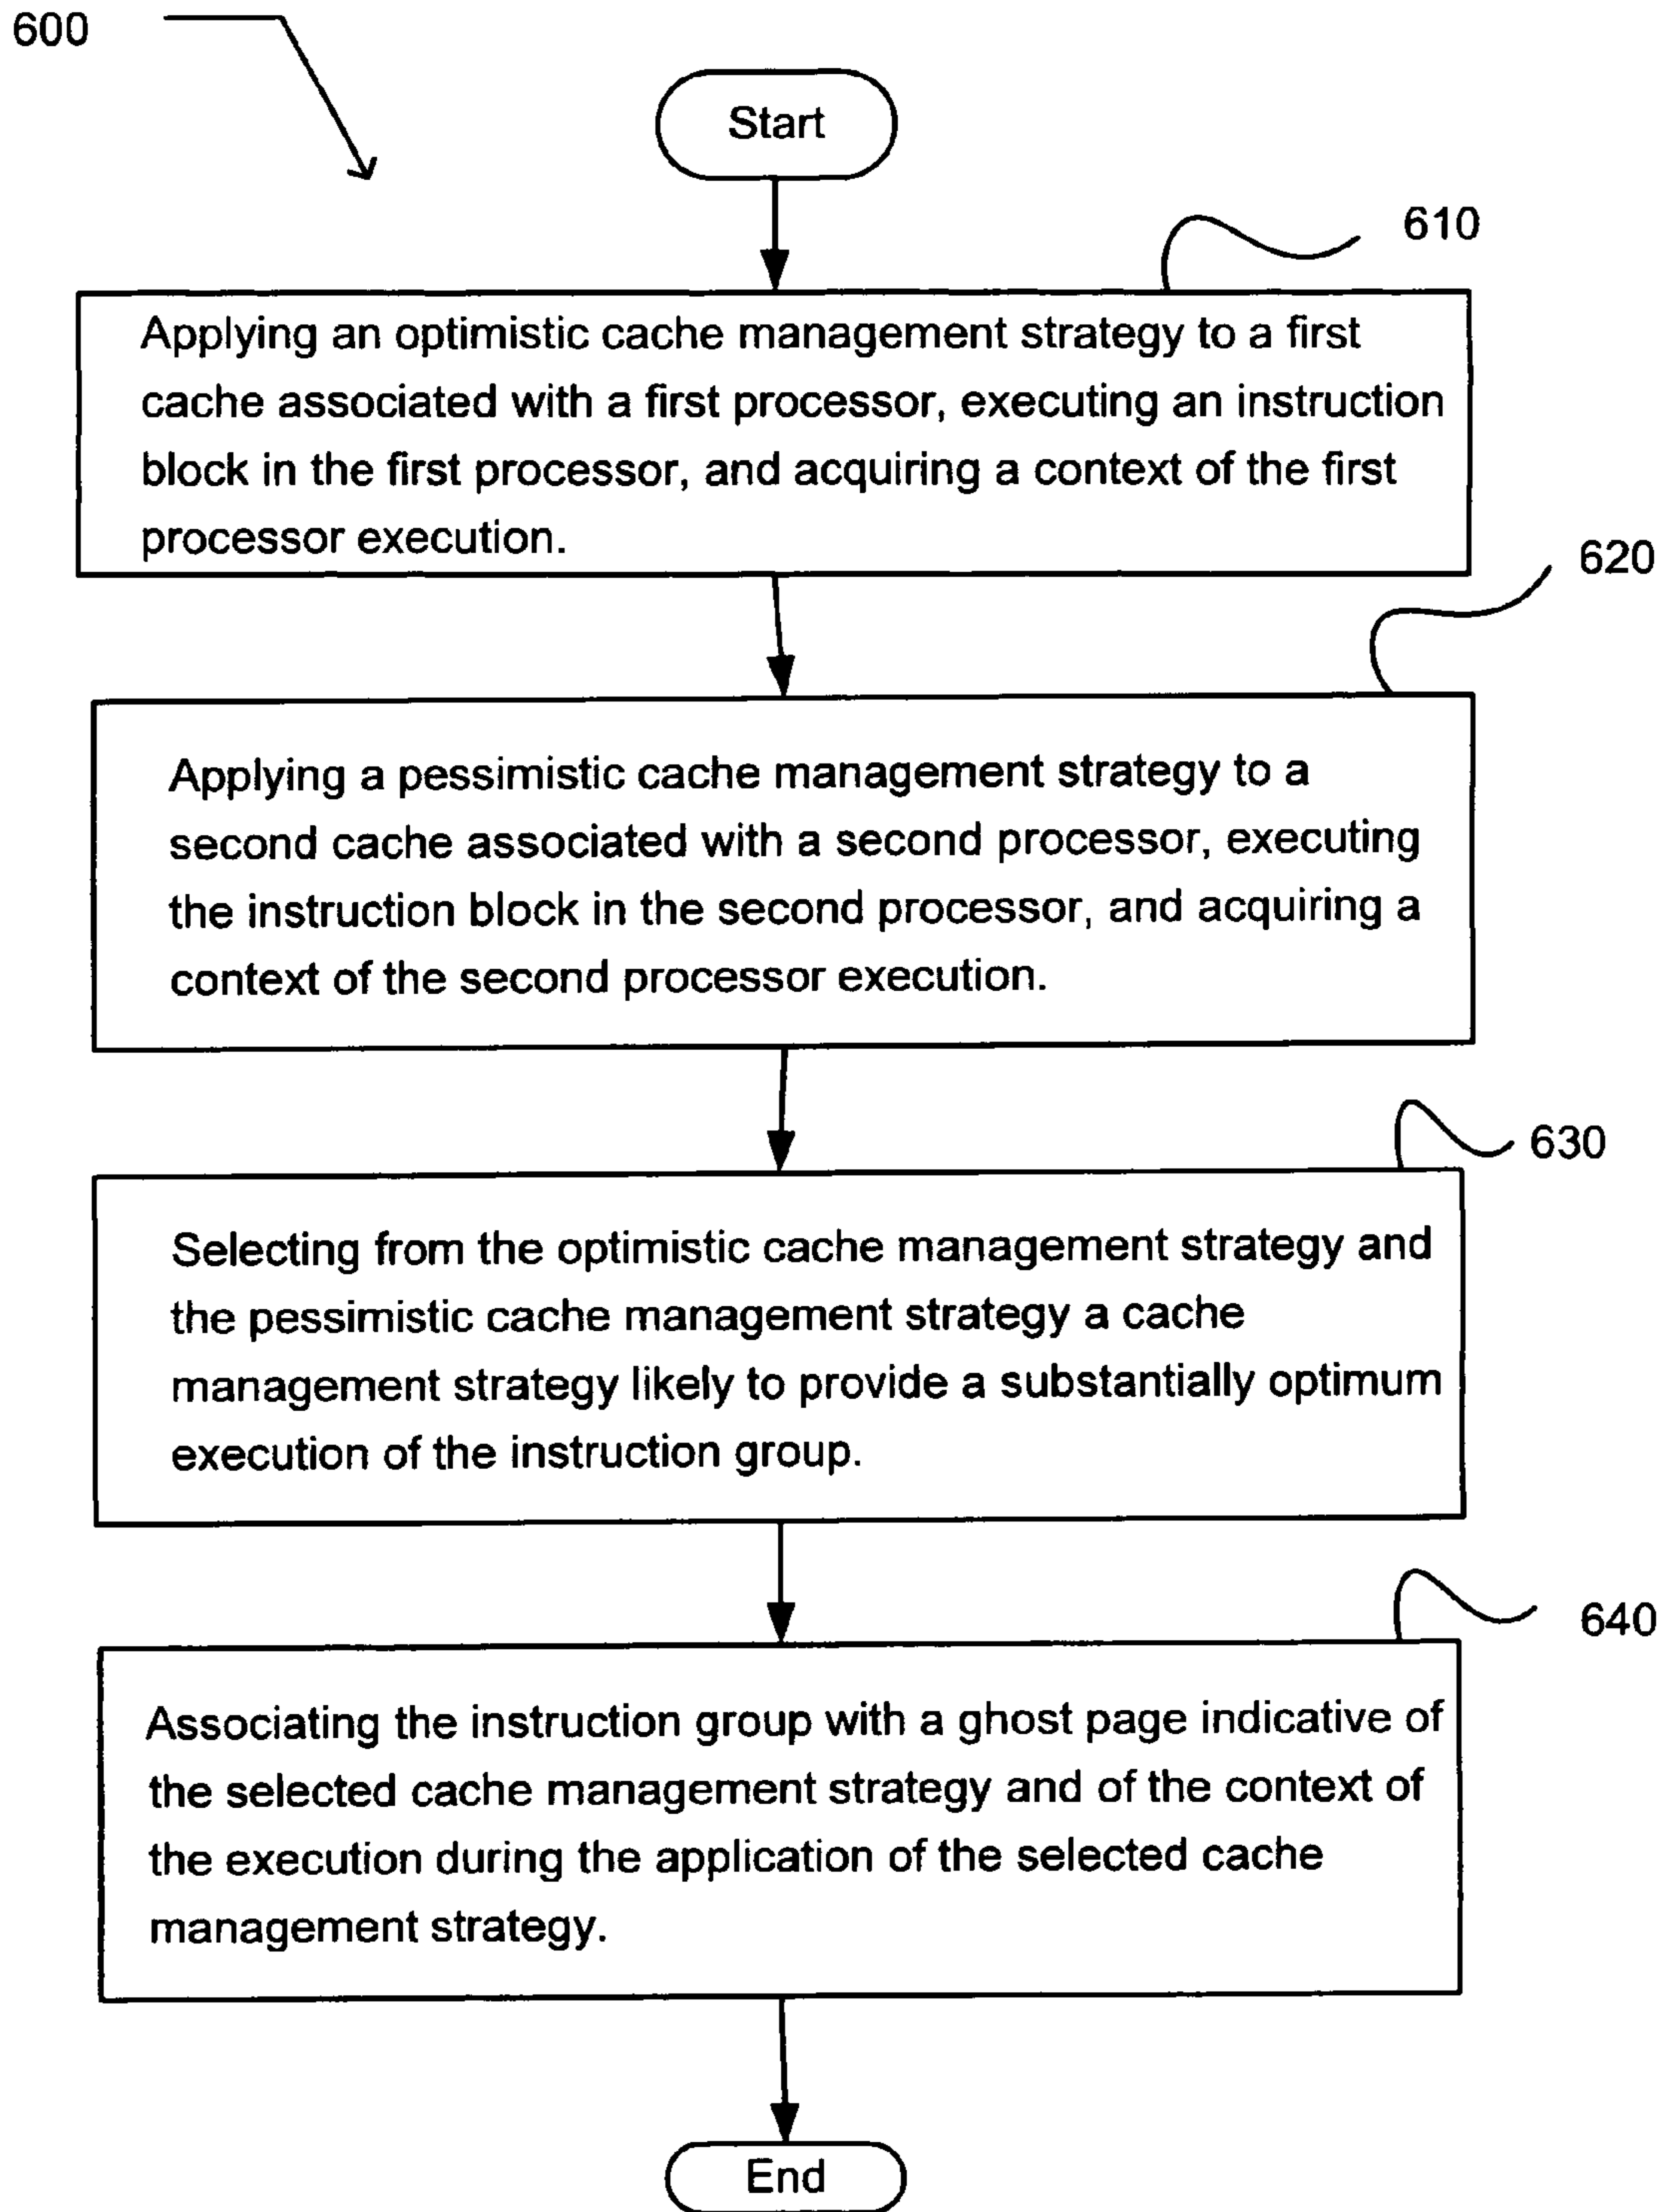 600
Start
610
Applying an optimistic cache management strategy to a first
cache associated with a first processor, executing an instruction
block in the first processor, and acquiring a context of the first
processor execution.
620
Applying a pessimistic cache management strategy to a
second cache associated with a second processor, executing
the instruction block in the second processor, and acquiring a
context of the second processor execution.
630
Selecting from the optimistic cache management strategy and
the pessimistic cache management strategy a cache
management strategy likely to provide a substantially optimum
execution of the instruction group.
640
Associating the instruction group with a ghost page indicative of
the selected cache management strategy and of the context of
the execution during the application of the selected cache
management strategy.
End